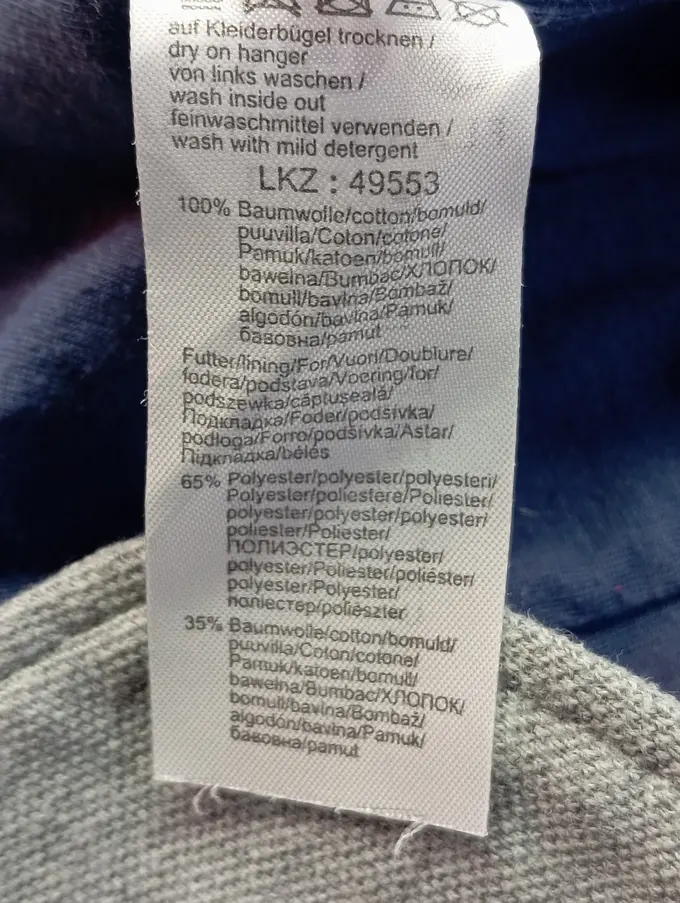 auf Kleiderbügel trocknen /
dry on hanger
von links waschen /
wash inside out
feinwaschmittel verwenden /
wash with mild detergent
LKZ : 49553
100% Baumwolle/cotton/bomuld/
puuvilla/Coton/cotone/
Pamuk/katoen/bomull/
bawełna/Bumbac/ХЛОПОК/
bomull/bavlna/Bombaž/
algodón/bavlna/Pamuk/
бавовна/pamut
Futter/lining/For/Vuori/Doublure/
fodera/podstava/Voering/for/
podszewka/căptuseală/
Подкладка/Foder/podšívka/
podloga/Forro/podšívka/Astar/
Підкладка/bélés
65% Polyester/polyester/polyesteri/
Polyester/poliestere/Poliester/
polyester/polyester/polyester/
poliester/Poliester/
ПОЛИЭСТЕР/polyester/
polyester/Poliester/poliéster/
polyester/Polyester/
поліестер/poliészter
35% Baumwolle/cotton/bomuld/
puuvilla/Coton/cotone/
Pamuk/katoen/bomull/
bawełna/Bumbac/ХЛОПОК/
bomull/bavlna/Bombaž/
algodón/bavlna/Pamuk/
бавовна/pamut